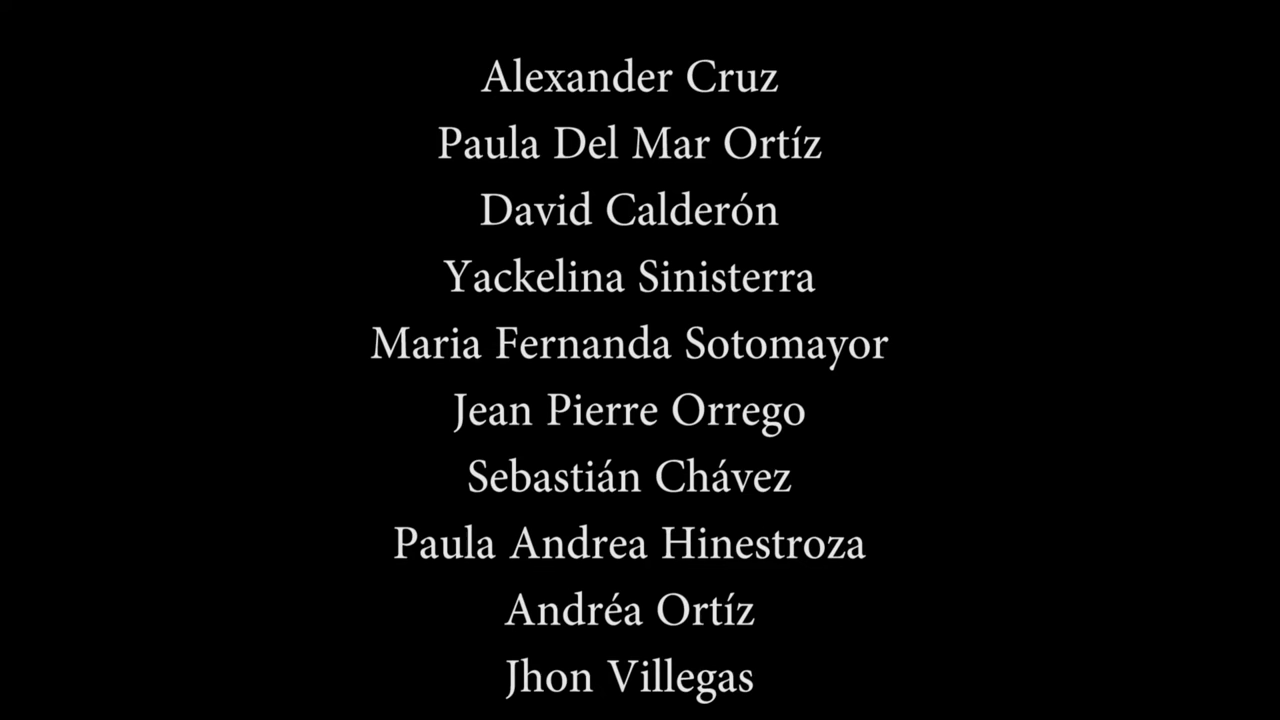 Alexander Cruz
Paula Del Mar Ortíz
David Calderón
Yackelina Sinisterra
Maria Fernanda Sotomayor
Jean Pierre Orrego
Sebastián Chávez
Paula Andrea Hinestroza
Andréa Ortíz
Jhon Villegas